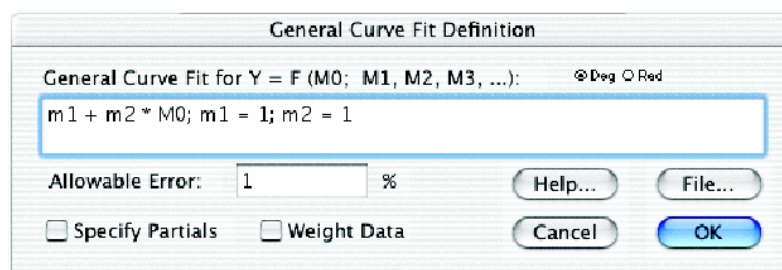 General Curve Fit Definition
General Curve Fit for Y = F (M0; M1, M2, M3, ...): Deg Rad
m1 + m2 * M0; m1 = 1; m2 = 1
Allowable Error: 1 % Help... File...
Specify Partials Weight Data Cancel OK